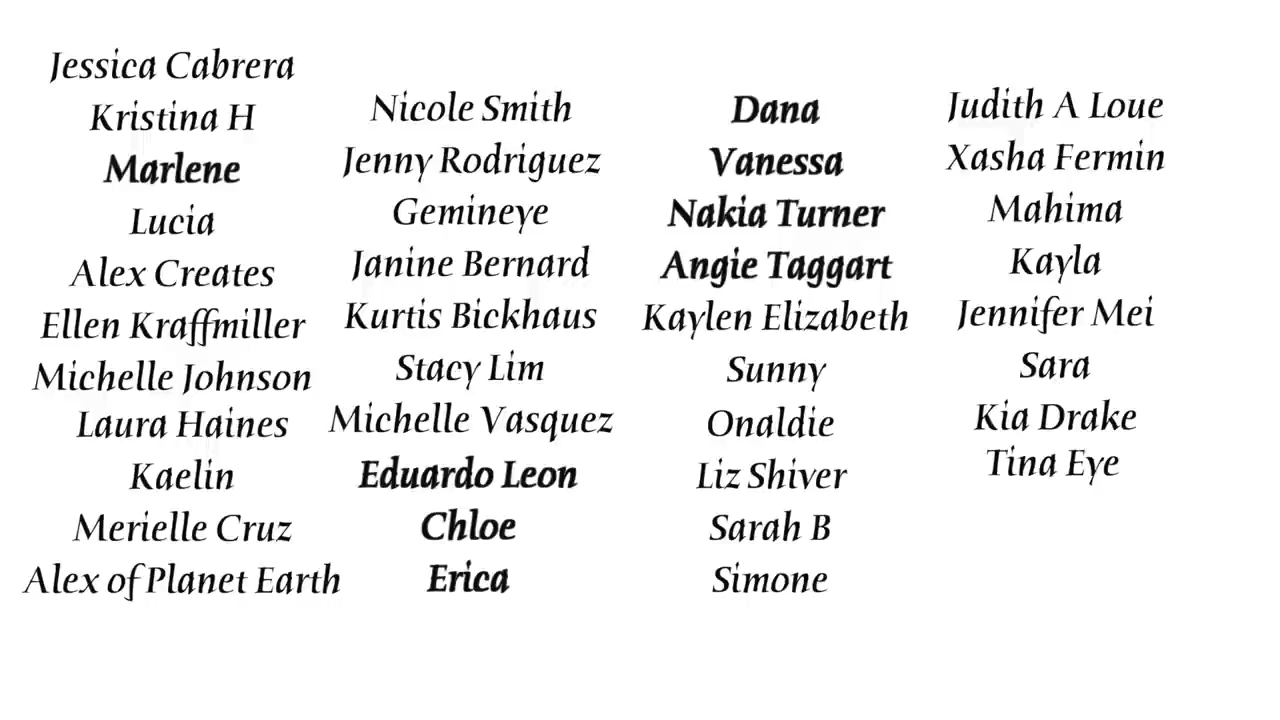 Jessica Cabrera
Kristina H
Marlene
Lucia
Alex Creates
Ellen Kraffmiller
Michelle Johnson
Laura Haines
Kaelin
Merielle Cruz
Alex of Planet Earth
Nicole Smith
Jenny Rodriguez
Gemineye
Janine Bernard
Kurtis Bickhaus
Stacy Lim
Michelle Vasquez
Eduardo Leon
Chloe
Erica
Dana
Vanessa
Nakia Turner
Angie Taggart
Kaylen Elizabeth
Sunny
Onaldie
Liz Shiver
Sarah B
Simone
Judith A Loue
Xasha Fermin
Mahima
Kayla
Jennifer Mei
Sara
Kia Drake
Tina Eye